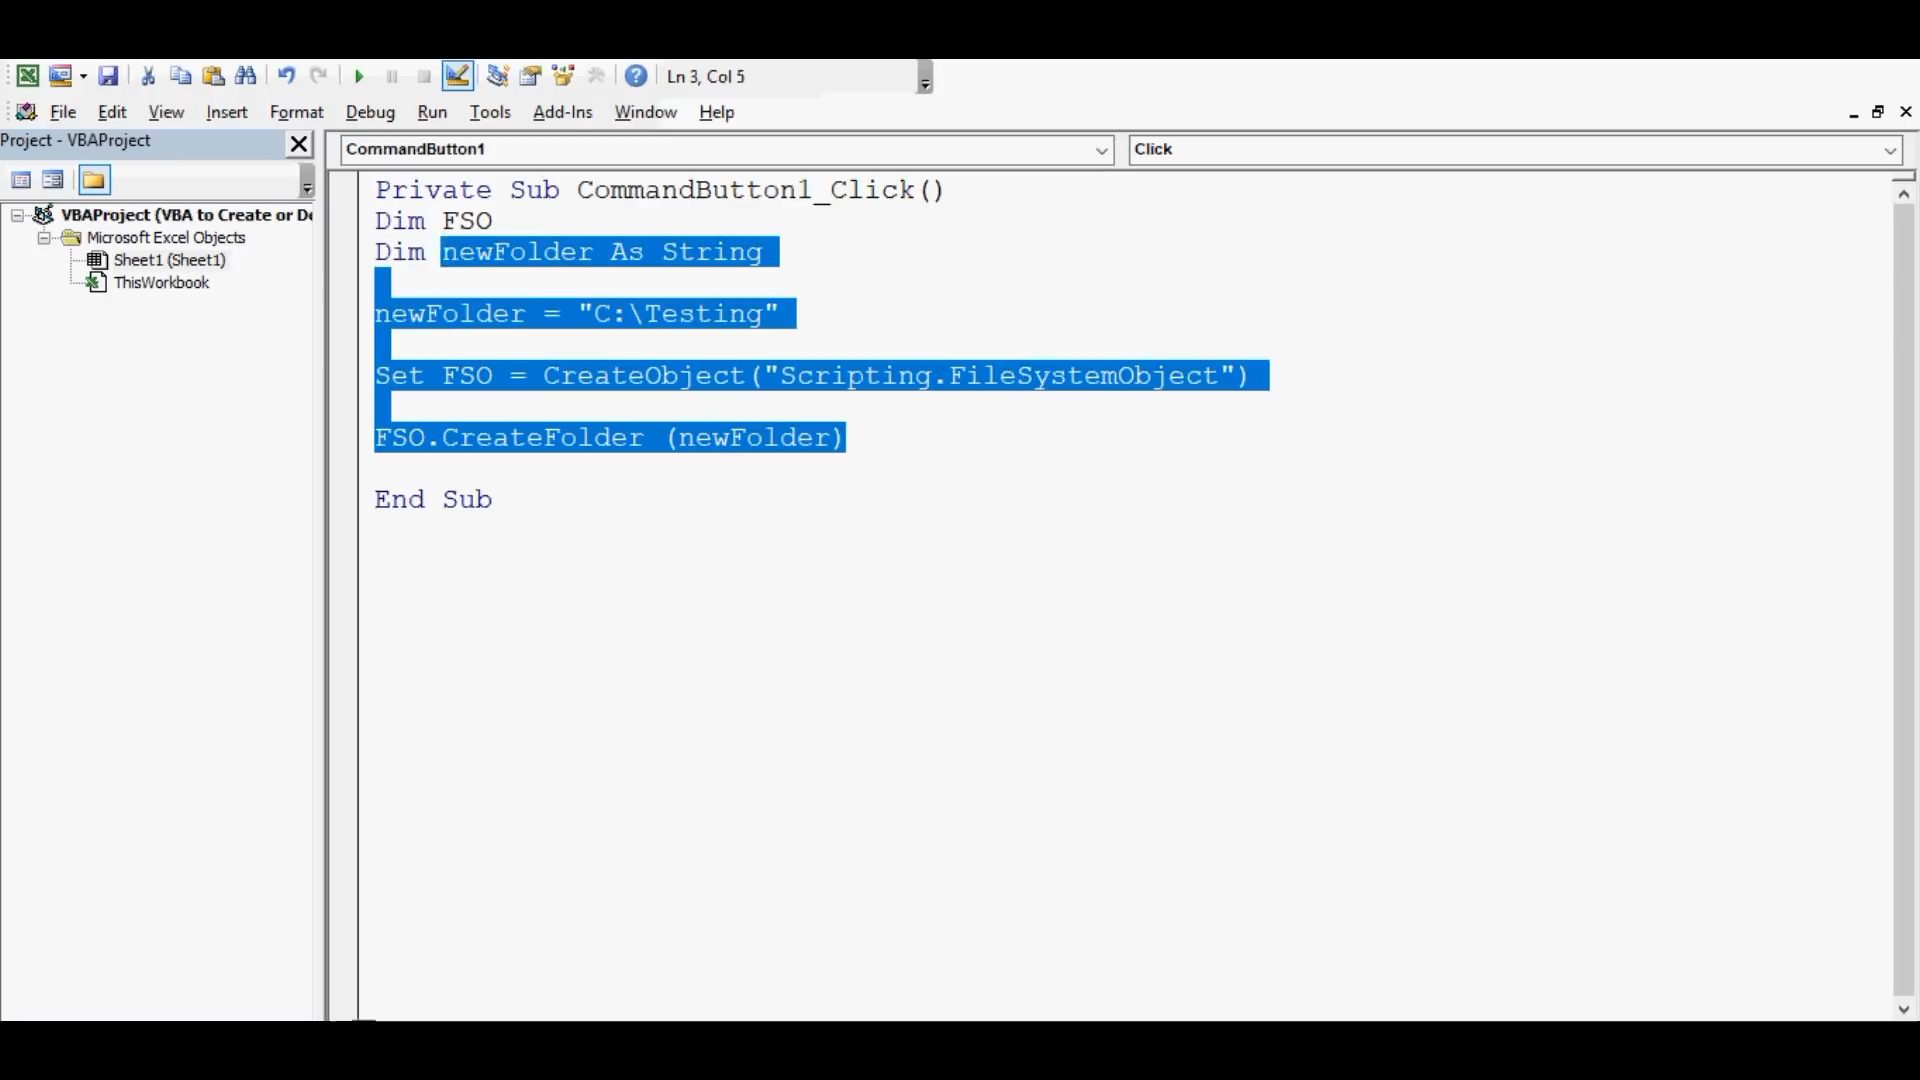 Ln 3, Col 5
File Edit View Insert Format Debug Run Tools Add-Ins Window Help
Project - VBAProject
VBAProject (VBA to Create or De
Microsoft Excel Objects
Sheet1 (Sheet1)
ThisWorkbook
CommandButton1
Click
Private Sub CommandButton1_Click()
Dim FSO
Dim newFolder As String
newFolder = "C:\Testing"
Set FSO = CreateObject("Scripting.FileSystemObject")
FSO.CreateFolder (newFolder)
End Sub